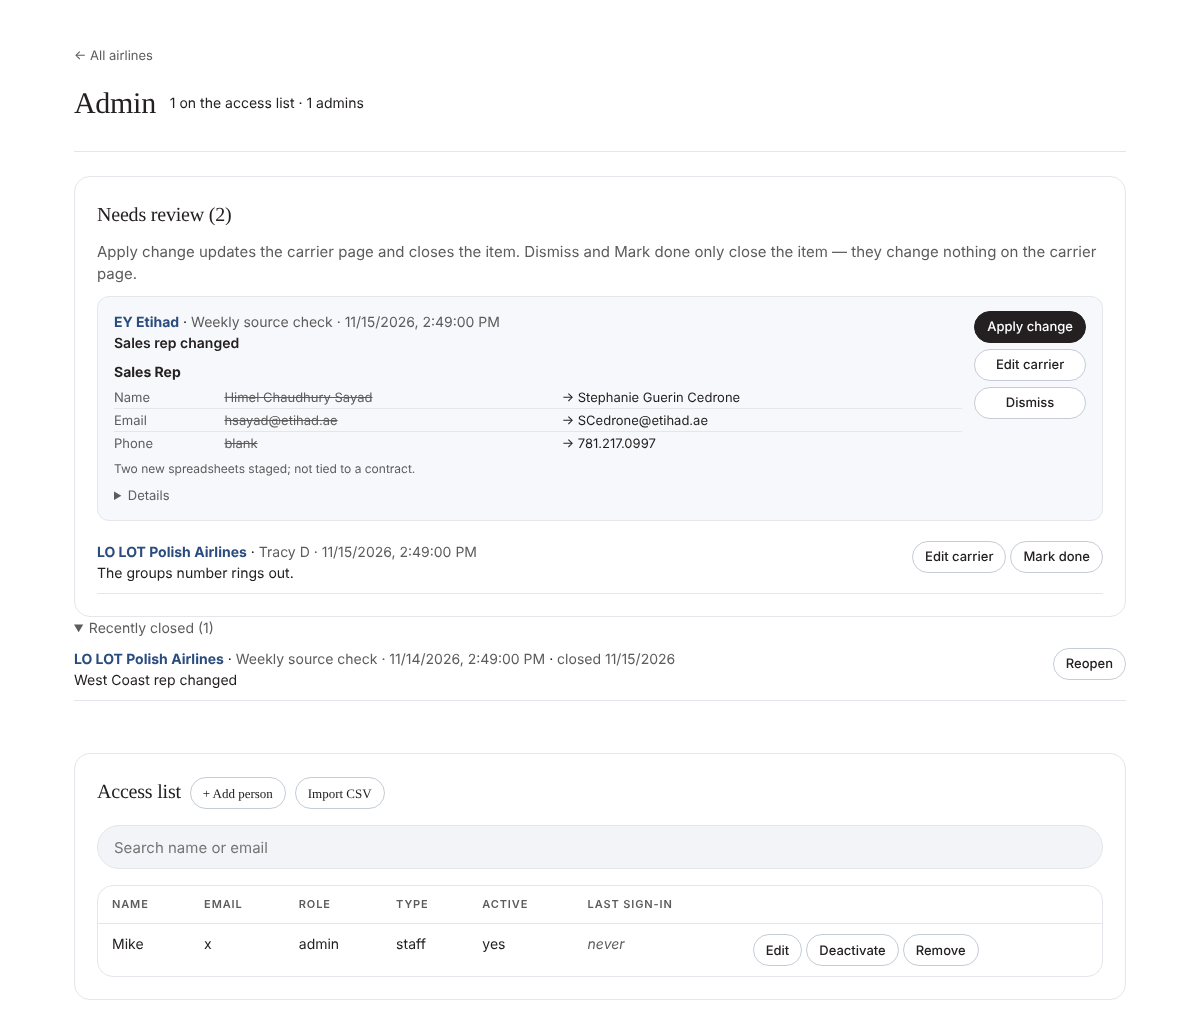 ← All airlines
Admin 1 on the access list · 1 admins
Needs review (2)
Apply change updates the carrier page and closes the item. Dismiss and Mark done only close the item — they change nothing on the carrier
page.
EY Etihad · Weekly source check · 11/15/2026, 2:49:00 PM
Apply change
Sales rep changed
Edit carrier
Sales Rep
Name Himel Chaudhury Sayad → Stephanie Guerin Cedrone
Dismiss
Email hsayad@etihad.ae → SCedrone@etihad.ae
Phone blank → 781.217.0997
Two new spreadsheets staged; not tied to a contract.
▶ Details
LO LOT Polish Airlines · Tracy D · 11/15/2026, 2:49:00 PM
Edit carrier Mark done
The groups number rings out.
▼ Recently closed (1)
LO LOT Polish Airlines · Weekly source check · 11/14/2026, 2:49:00 PM · closed 11/15/2026
Reopen
West Coast rep changed
Access list + Add person Import CSV
Search name or email
NAME EMAIL ROLE TYPE ACTIVE LAST SIGN-IN
Mike x admin staff yes never Edit Deactivate Remove